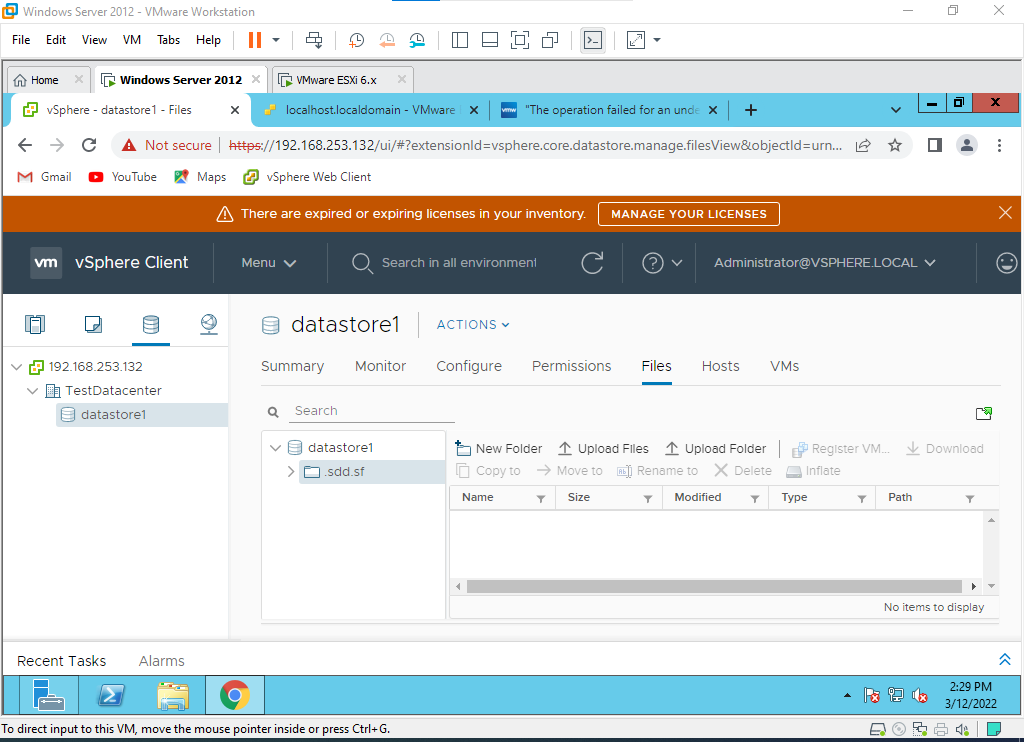 Windows Server 2012 - VMware Workstation
File Edit View VM Tabs Help
Home Windows Server 2012 VMware ESXi 6.x
vSphere - datastore1 - Files localhost.localdomain - VMware vmw "The operation failed for an unde
Not secure https://192.168.253.132/ui/#?extensionId=vsphere.core.datastore.manage.filesView&objectId=urn...
Gmail YouTube Maps vSphere Web Client
There are expired or expiring licenses in your inventory. MANAGE YOUR LICENSES
vm vSphere Client Menu Search in all environment Administrator@VSPHERE.LOCAL
datastore1 ACTIONS
Summary Monitor Configure Permissions Files Hosts VMs
192.168.253.132
TestDatacenter
datastore1
Search
datastore1
.sdd.sf
New Folder Upload Files Upload Folder Register VM... Download
Copy to Move to Rename to Delete Inflate
Name Size Modified Type Path
No items to display
Recent Tasks Alarms
2:29 PM
3/12/2022
To direct input to this VM, move the mouse pointer inside or press Ctrl+G.